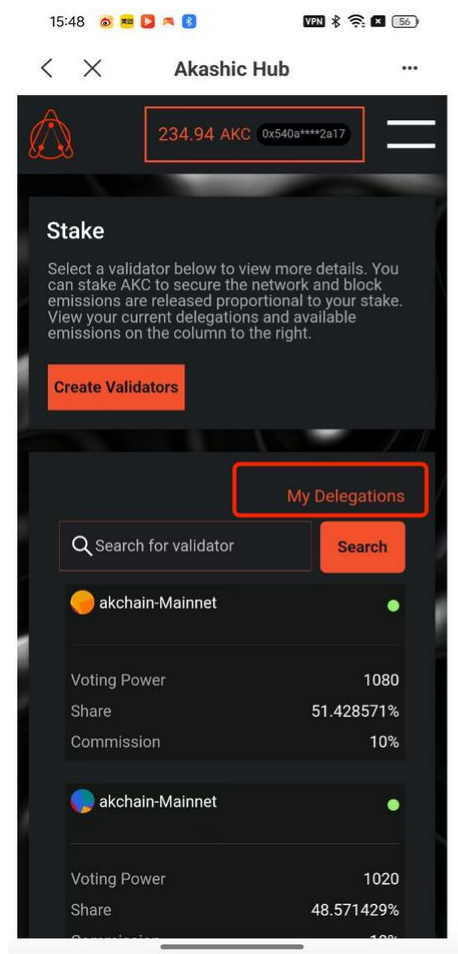 15:48
VPN
56
Akashic Hub
234.94 AKC 0x540a****2a17
Stake
Select a validator below to view more details. You
can stake AKC to secure the network and block
emissions are released proportional to your stake.
View your current delegations and available
emissions on the column to the right.
Create Validators
My Delegations
Search for validator
Search
akchain-Mainnet
Voting Power 1080
Share 51.428571%
Commission 10%
akchain-Mainnet
Voting Power 1020
Share 48.571429%